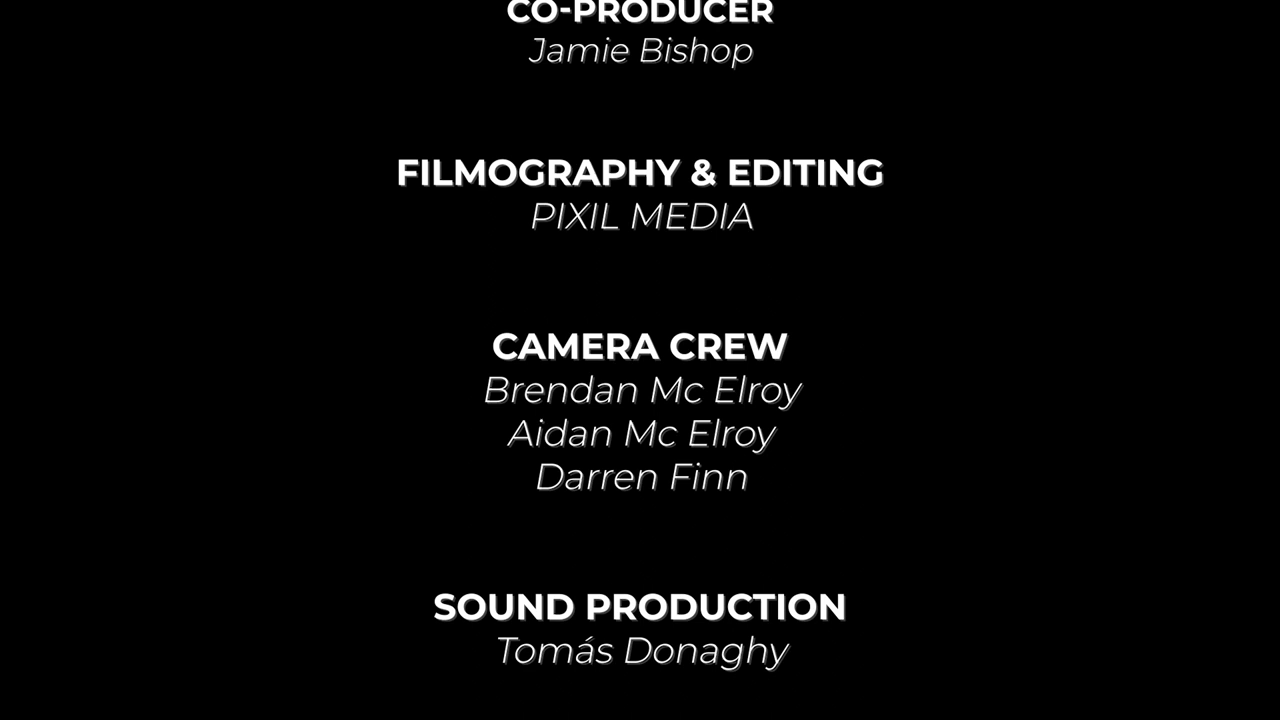 CO-PRODUCER
Jamie Bishop
FILMOGRAPHY & EDITING
PIXIL MEDIA
CAMERA CREW
Brendan Mc Elroy
Aidan Mc Elroy
Darren Finn
SOUND PRODUCTION
Tomás Donaghy